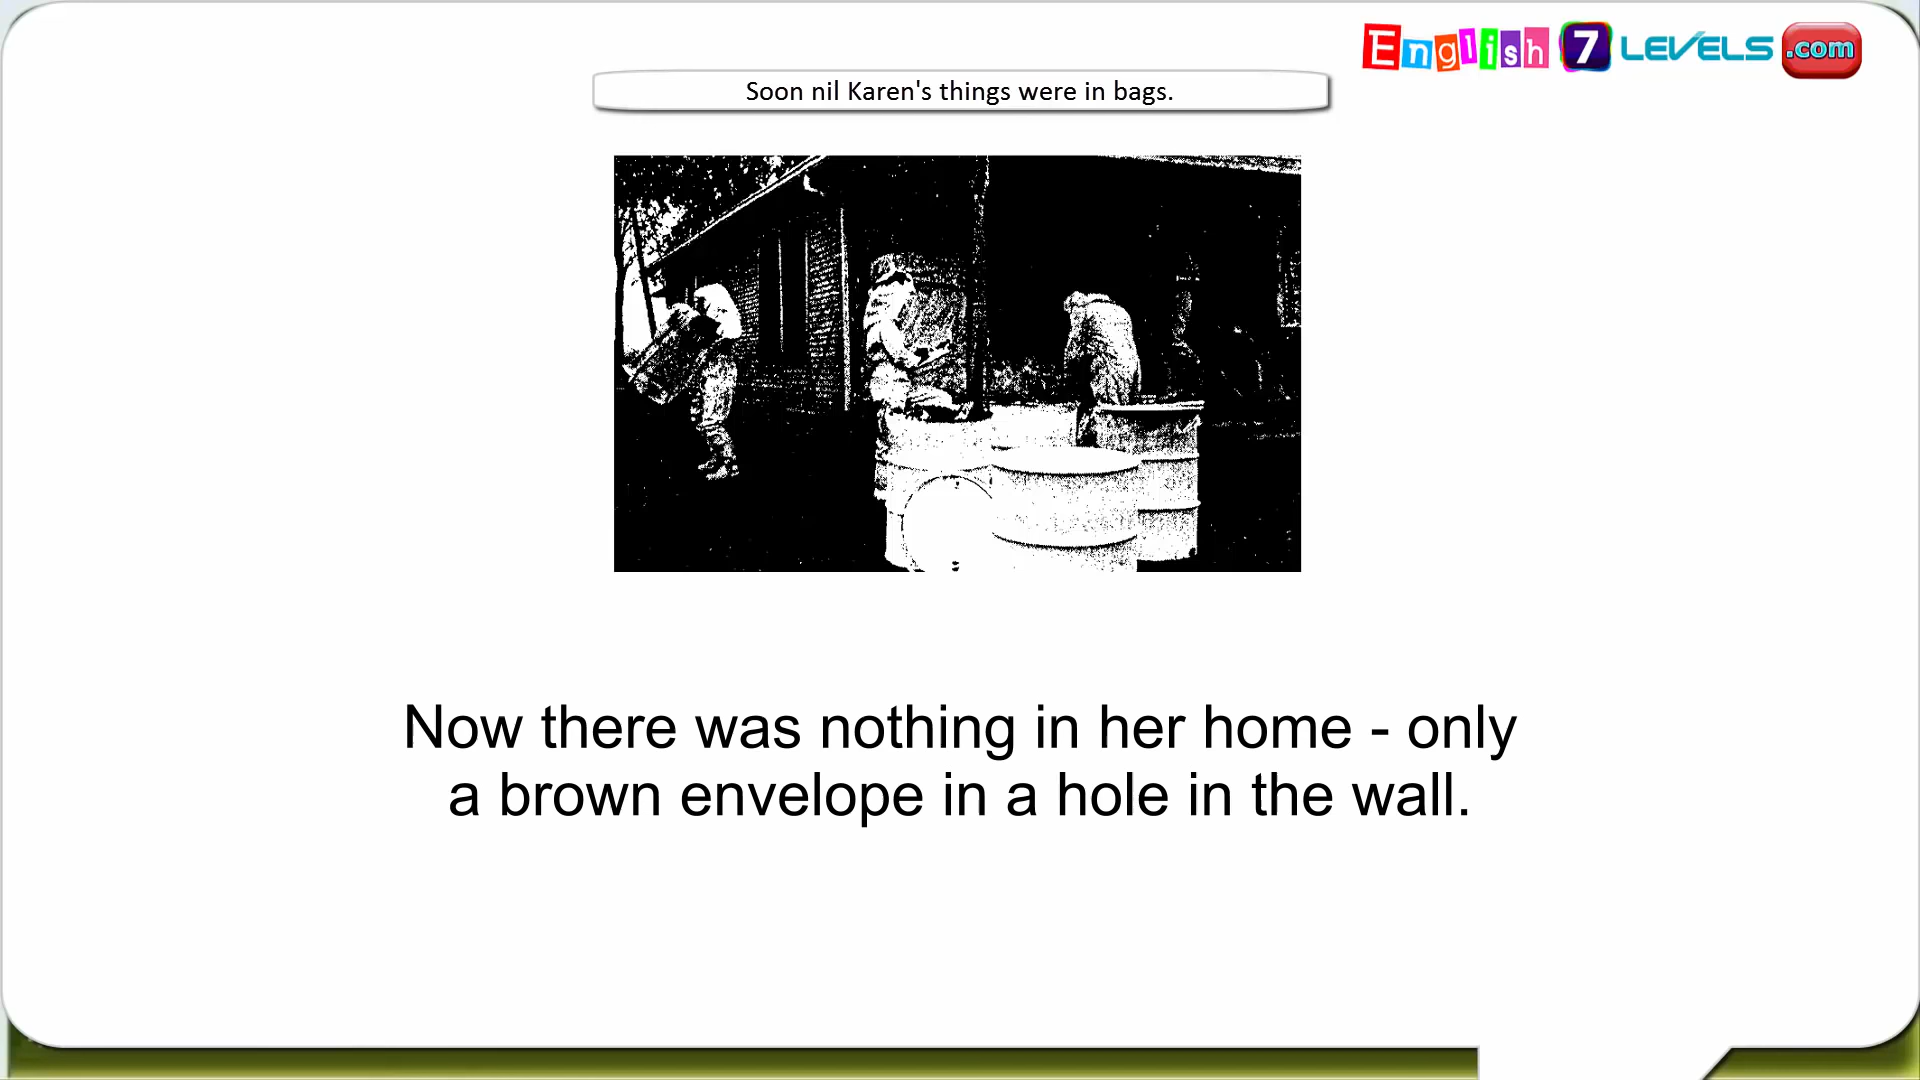 English 7 LEVELS .com
Soon nil Karen's things were in bags.
Now there was nothing in her home - only
a brown envelope in a hole in the wall.